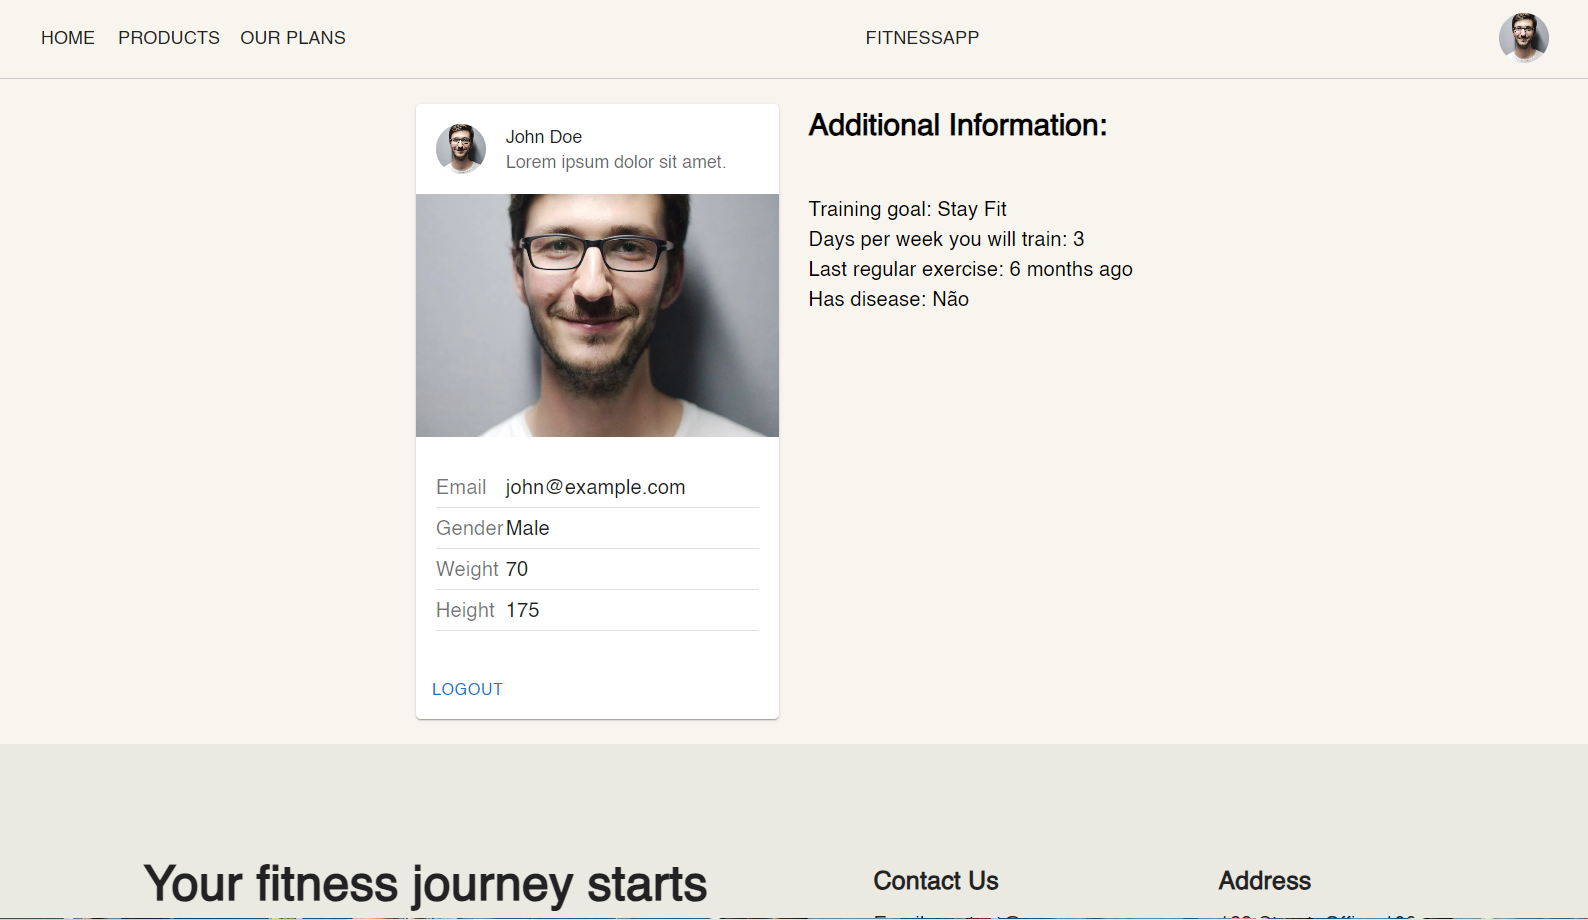 HOME PRODUCTS OUR PLANS FITNESSAPP
John Doe
Lorem ipsum dolor sit amet.
Email john@example.com
Gender Male
Weight 70
Height 175
LOGOUT
Additional Information:
Training goal: Stay Fit
Days per week you will train: 3
Last regular exercise: 6 months ago
Has disease: Não
Your fitness journey starts
Contact Us
Address